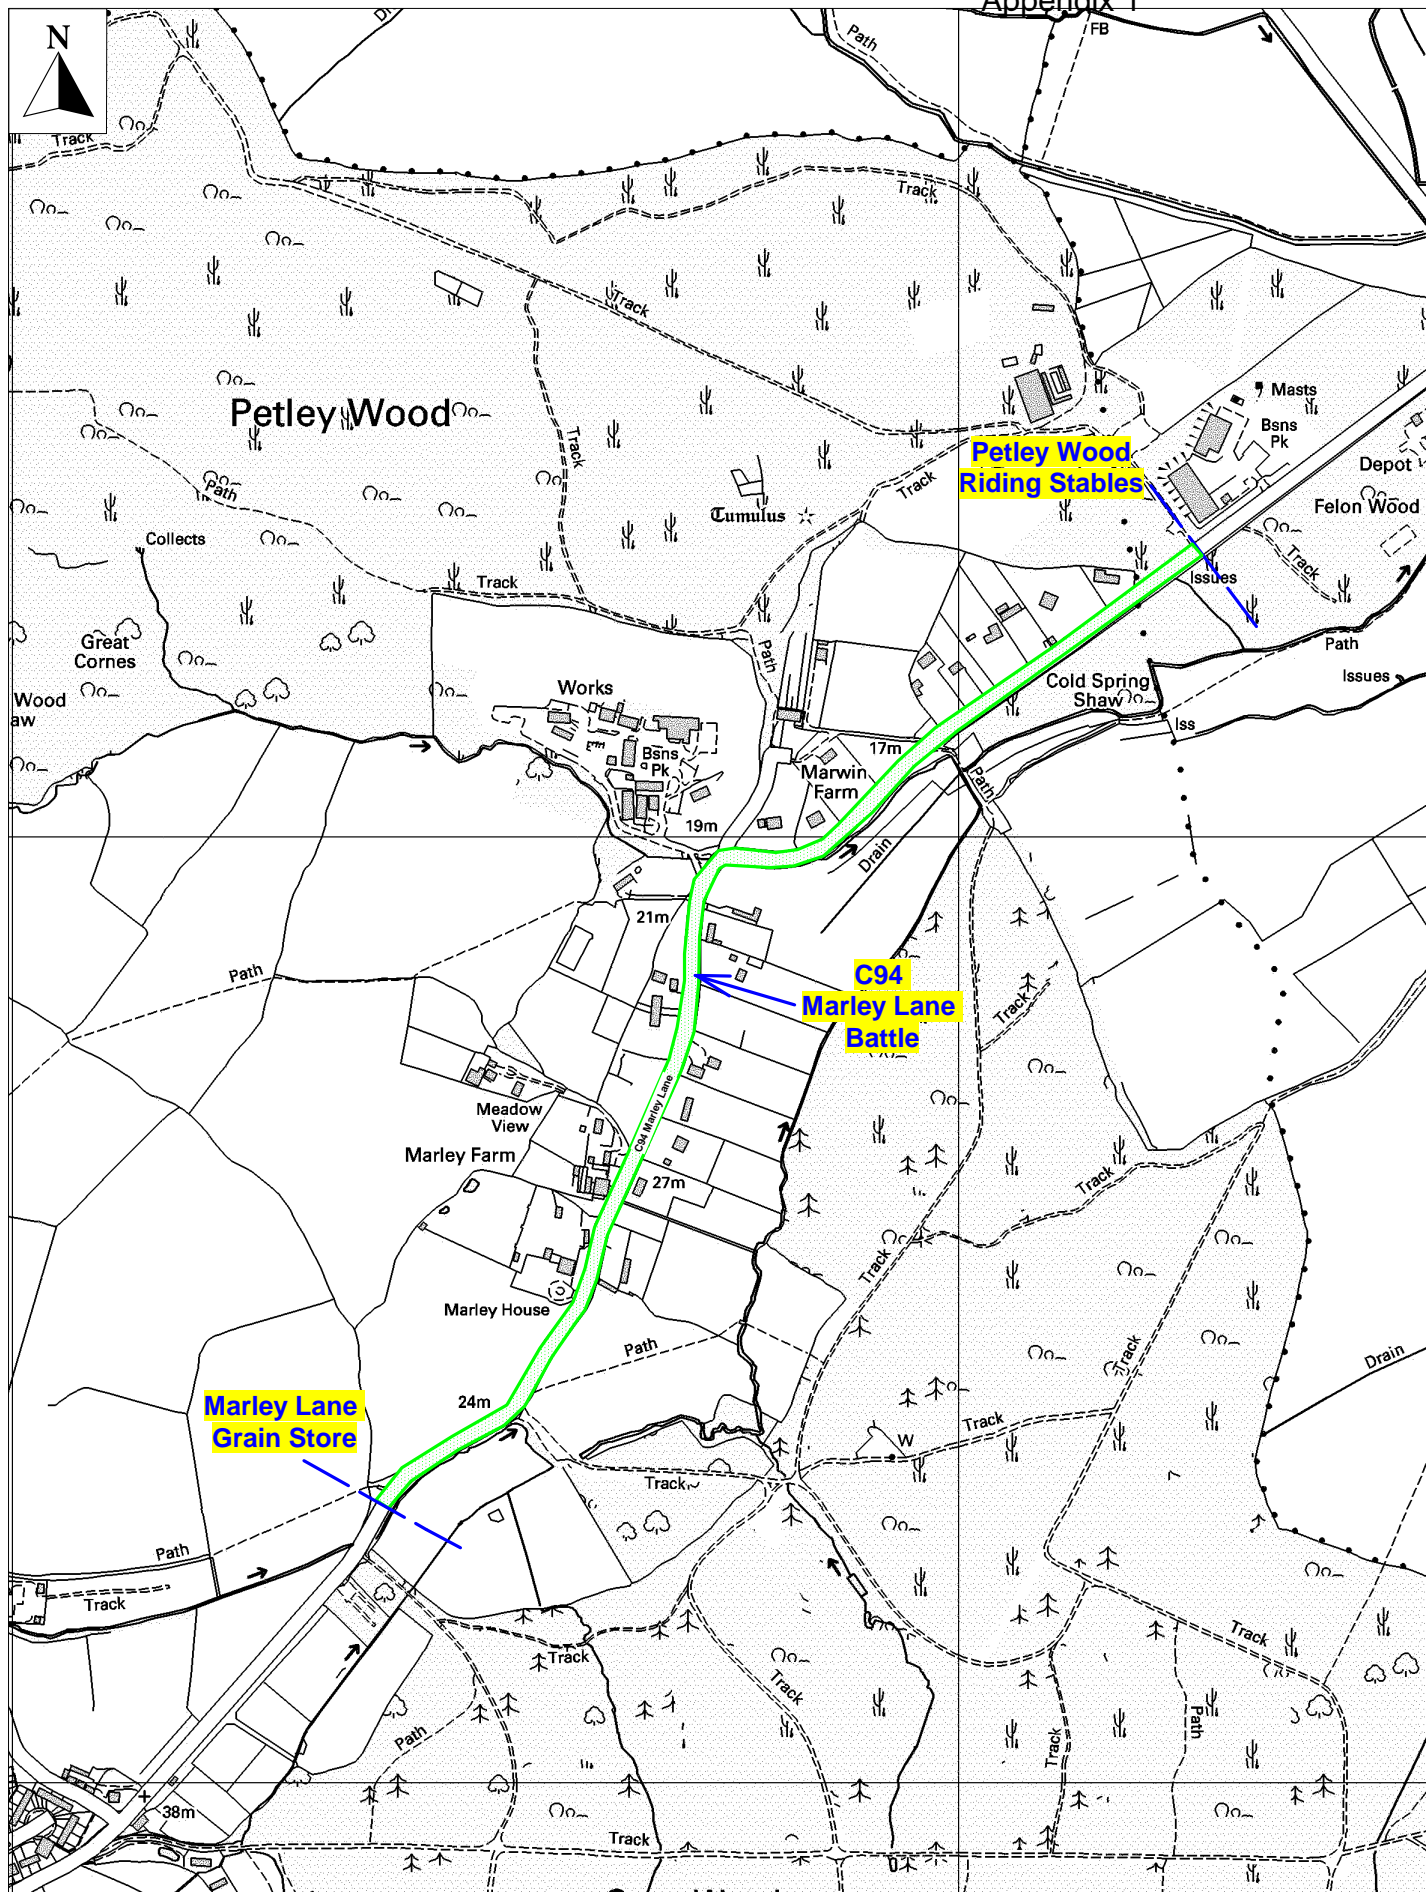 Appendix 1
N
FB
Path
Track
Track
Track
Petley Wood
Masts
Bsns
Pk
Depot
Felon Wood
Petley Wood
Riding Stables
Track
Track
Path
Tumulus
Collects
Track
Track
Issues
Great
Cornes
Path
Path
Wood
aw
Works
Cold Spring
Shaw
Issues
Iss
Bsns
Pk
17m
Marwin
Farm
Path
19m
Drain
21m
Path
C94
Marley Lane
Battle
Track
Meadow
View
C94 Marley Lane
Marley Farm
27m
Track
Track
Marley House
Path
Track
Drain
Marley Lane
Grain Store
24m
Track
W
Track
Path
Track
Track
Track
Track
Path
Path
Track
38m
Track